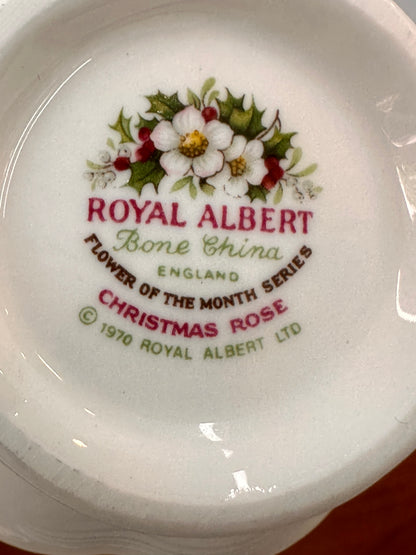 ROYAL ALBERT
Bone China
ENGLAND
FLOWER OF THE MONTH SERIES
CHRISTMAS ROSE
© 1970 ROYAL ALBERT LTD